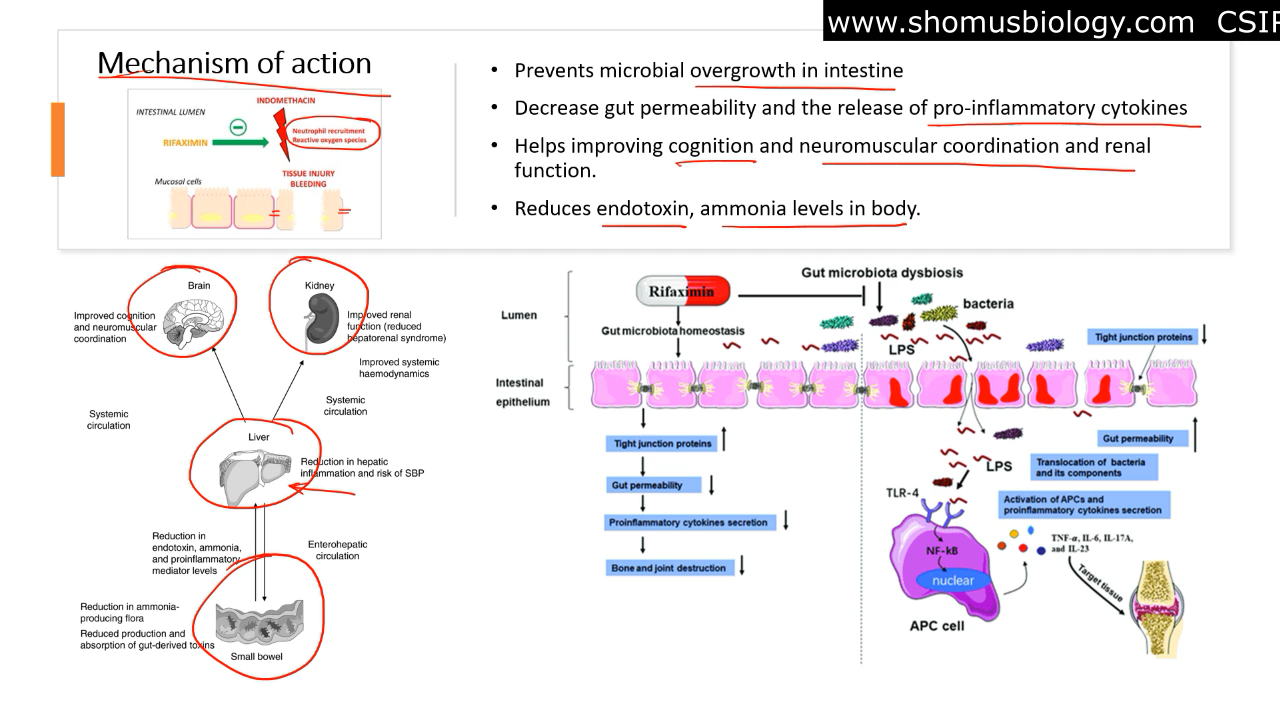 www.shomusbiology.com CSIR
Mechanism of action
INTESTINAL LUMEN
INDOMETHACIN
RIFAXIMIN
Neutrophil recruitment
Reactive oxygen species
TISSUE INJURY
BLEEDING
Mucosal cells
• Prevents microbial overgrowth in intestine
• Decrease gut permeability and the release of pro-inflammatory cytokines
• Helps improving cognition and neuromuscular coordination and renal
function.
• Reduces endotoxin, ammonia levels in body.
Brain
Kidney
Improved cognition
and neuromuscular
coordination
Improved renal
function (reduced
hepatorenal syndrome)
Improved systemic
haemodynamics
Systemic
circulation
Systemic
circulation
Liver
Reduction in hepatic
inflammation and risk of SBP
Reduction in
endotoxin, ammonia,
and proinflammatory
mediator levels
Enterohepatic
circulation
Reduction in ammonia-
producing flora
Reduced production and
absorption of gut-derived toxins
Small bowel
Lumen
Rifaximin
Gut microbiota dysbiosis
bacteria
Gut microbiota homeostasis
LPS
Tight junction proteins
Intestinal
epithelium
Tight junction proteins
Gut permeability
Proinflammatory cytokines secretion
Bone and joint destruction
Gut permeability
LPS
Translocation of bacteria
and its components
TLR-4
Activation of APCs and
proinflammatory cytokines secretion
NF-kB
nuclear
TNF-α, IL-6, IL-17A,
and IL-23
Target tissue
APC cell